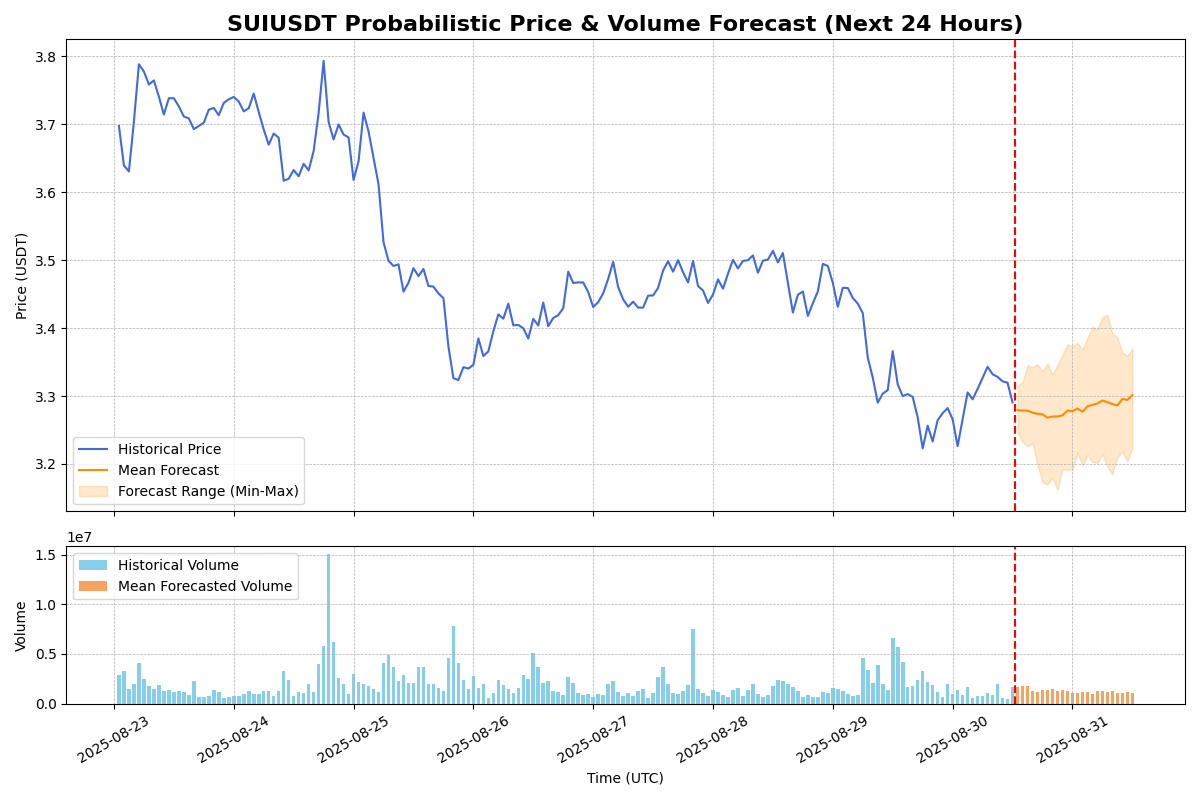 SUIUSDT Probabilistic Price & Volume Forecast (Next 24 Hours)
Price (USDT)
3.8
3.7
3.6
3.5
3.4
3.3
3.2
Historical Price
Mean Forecast
Forecast Range (Min-Max)
1e7
Volume
1.5
1.0
0.5
0.0
Historical Volume
Mean Forecasted Volume
2025-08-23
2025-08-24
2025-08-25
2025-08-26
2025-08-27
2025-08-28
2025-08-29
2025-08-30
2025-08-31
Time (UTC)